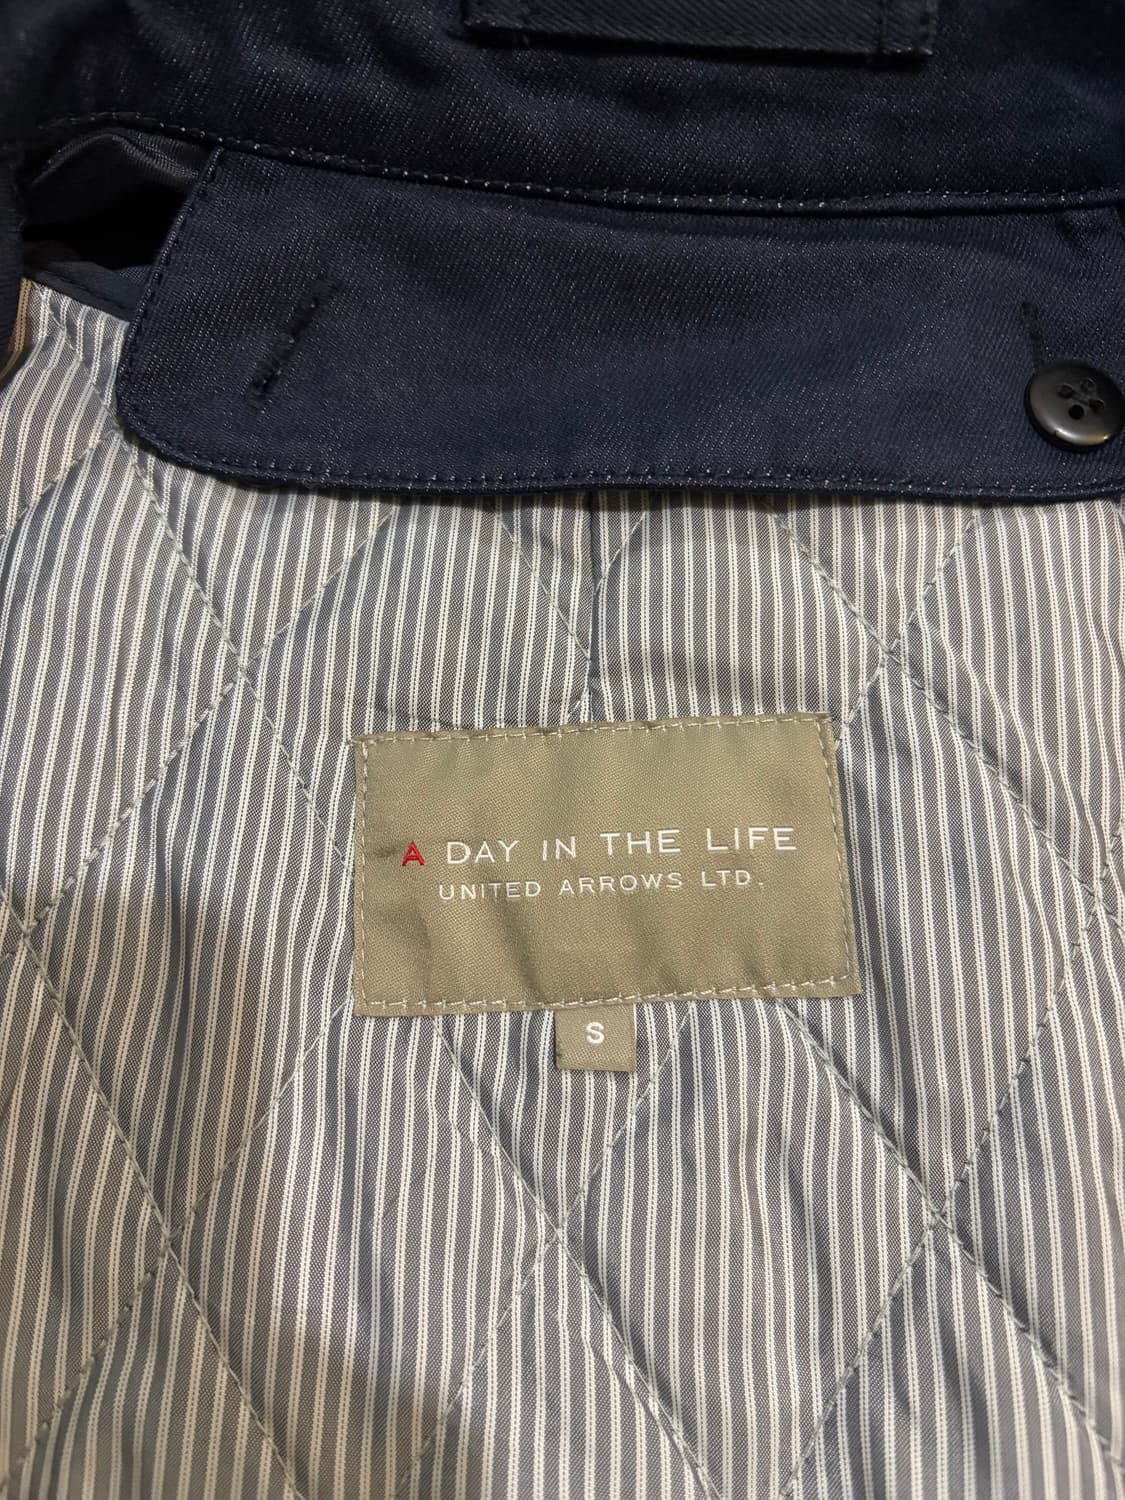 A DAY IN THE LIFE
UNITED ARROWS LTD.
S